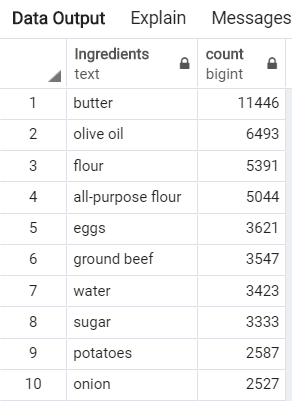 Data Output Explain Messages
Ingredients count
text bigint
1 butter 11446
2 olive oil 6493
3 flour 5391
4 all-purpose flour 5044
5 eggs 3621
6 ground beef 3547
7 water 3423
8 sugar 3333
9 potatoes 2587
10 onion 2527